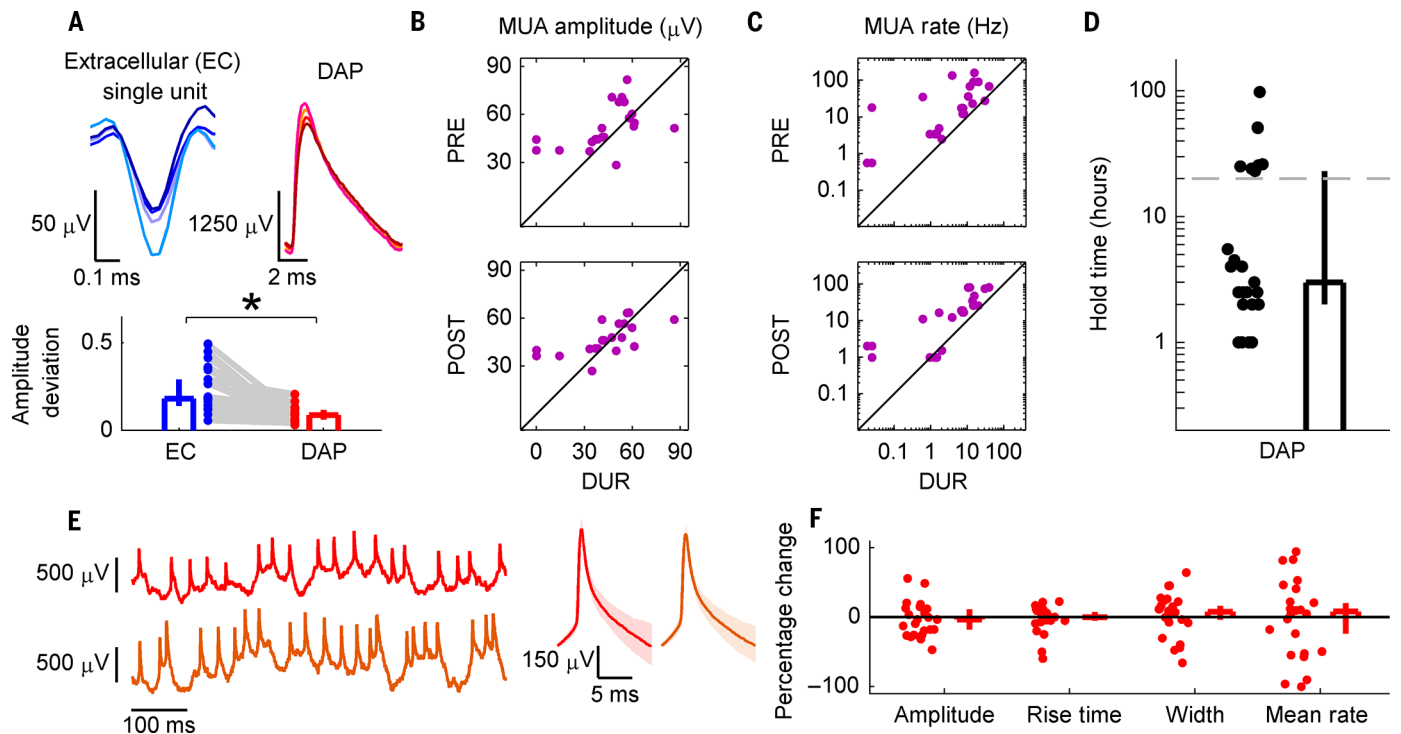 A
Extracellular (EC)
single unit
DAP
50 μV
0.1 ms
1250 μV
2 ms
*
Amplitude
deviation
0.5
0
EC
DAP
B
MUA amplitude (μV)
PRE
90
60
30
POST
90
60
30
0
30
60
90
DUR
C
MUA rate (Hz)
PRE
100
10
1
0.1
POST
100
10
1
0.1
0.1
1
10
100
DUR
D
Hold time (hours)
100
10
1
DAP
E
500 μV
500 μV
100 ms
150 μV
5 ms
F
Percentage change
100
0
−100
Amplitude
Rise time
Width
Mean rate